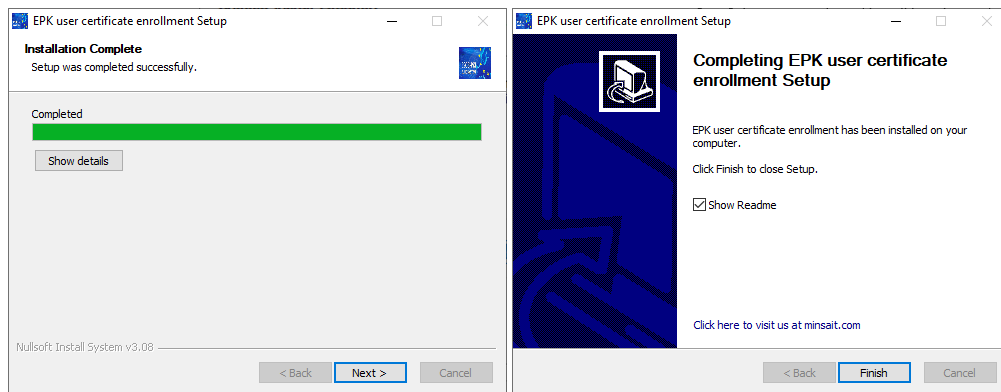 EPK user certificate enrollment Setup
Installation Complete
Setup was completed successfully.
Completed
Show details
Nullsoft Install System v3.08
< Back
Next >
Cancel
EPK user certificate enrollment Setup
Completing EPK user certificate
enrollment Setup
EPK user certificate enrollment has been installed on your
computer.
Click Finish to close Setup.
Show Readme
Click here to visit us at minsait.com
< Back
Finish
Cancel